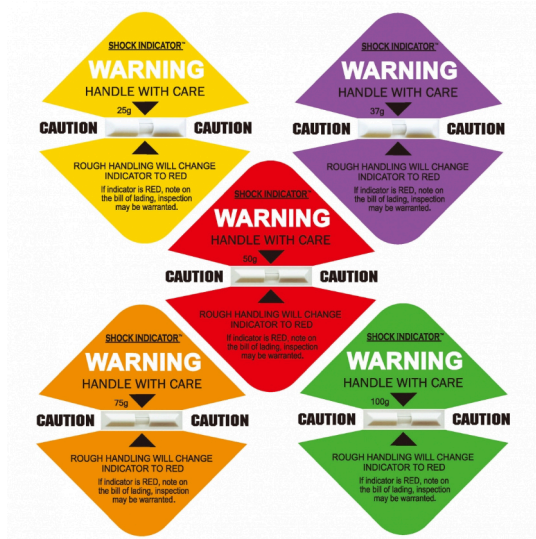 SHOCK INDICATOR™
WARNING
HANDLE WITH CARE
25g
CAUTION CAUTION
ROUGH HANDLING WILL CHANGE
INDICATOR TO RED
If indicator is RED, note on
the bill of lading, inspection
may be warranted.
SHOCK INDICATOR™
WARNING
HANDLE WITH CARE
37g
CAUTION CAUTION
ROUGH HANDLING WILL CHANGE
INDICATOR TO RED
If indicator is RED, note on
the bill of lading, inspection
may be warranted.
SHOCK INDICATOR™
WARNING
HANDLE WITH CARE
50g
CAUTION CAUTION
ROUGH HANDLING WILL CHANGE
INDICATOR TO RED
If indicator is RED, note on
the bill of lading, inspection
may be warranted.
SHOCK INDICATOR™
WARNING
HANDLE WITH CARE
75g
CAUTION CAUTION
ROUGH HANDLING WILL CHANGE
INDICATOR TO RED
If indicator is RED, note on
the bill of lading, inspection
may be warranted.
SHOCK INDICATOR™
WARNING
HANDLE WITH CARE
100g
CAUTION CAUTION
ROUGH HANDLING WILL CHANGE
INDICATOR TO RED
If indicator is RED, note on
the bill of lading, inspection
may be warranted.